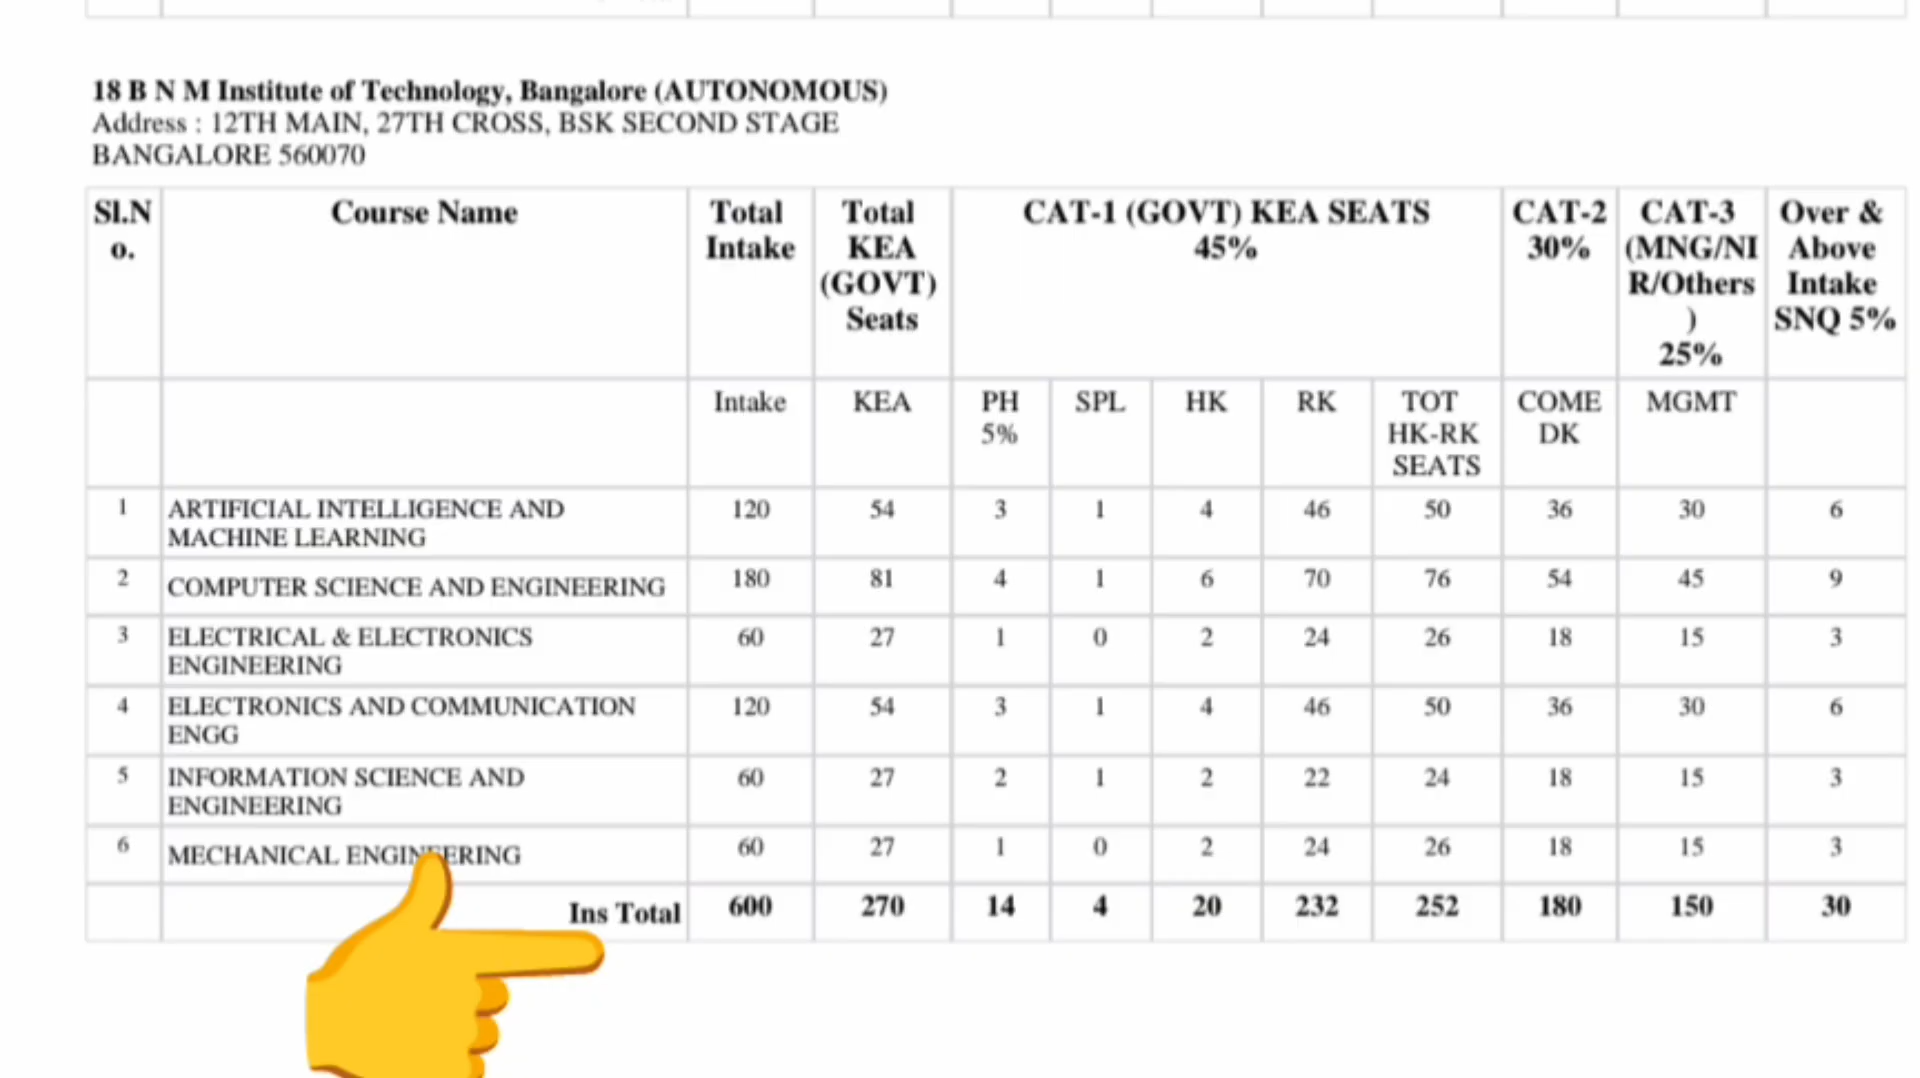 18 B N M Institute of Technology, Bangalore (AUTONOMOUS)
Address : 12TH MAIN, 27TH CROSS, BSK SECOND STAGE
BANGALORE 560070
Sl.N
o.
Course Name
Total
Intake
Total
KEA
(GOVT)
Seats
CAT-1 (GOVT) KEA SEATS
45%
CAT-2
30%
CAT-3
(MNG/NI
R/Others
)
25%
Over &
Above
Intake
SNQ 5%
Intake
KEA
PH
5%
SPL
HK
RK
TOT
HK-RK
SEATS
COME
DK
MGMT
1 ARTIFICIAL INTELLIGENCE AND 120 54 3 1 4 46 50 36 30 6
MACHINE LEARNING
2 COMPUTER SCIENCE AND ENGINEERING 180 81 4 1 6 70 76 54 45 9
3 ELECTRICAL & ELECTRONICS 60 27 1 0 2 24 26 18 15 3
ENGINEERING
4 ELECTRONICS AND COMMUNICATION 120 54 3 1 4 46 50 36 30 6
ENGG
5 INFORMATION SCIENCE AND 60 27 2 1 2 22 24 18 15 3
ENGINEERING
6 MECHANICAL ENGINEERING 60 27 1 0 2 24 26 18 15 3
Ins Total 600 270 14 4 20 232 252 180 150 30